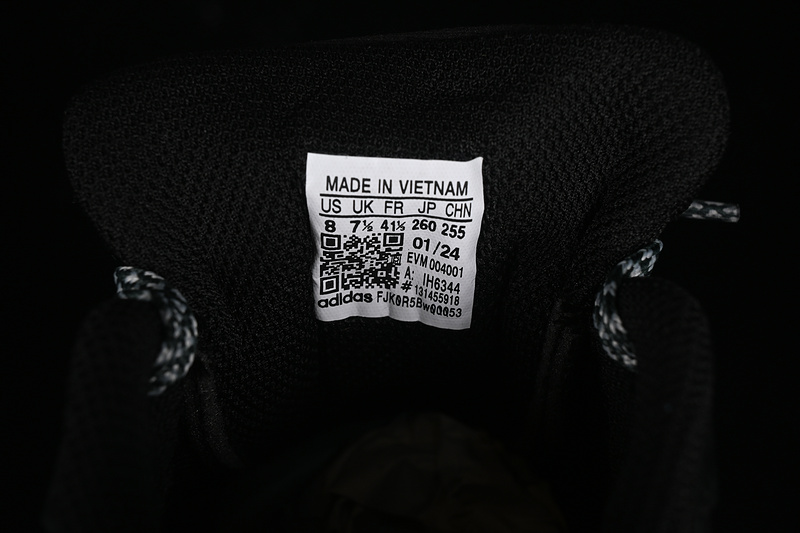 MADE IN VIETNAM
US UK FR JP CHN
8 7½ 41⅓ 260 255
01/24
EVM 004001
A: IH6344
# 131455918
adidas FJK0R5Bw00053